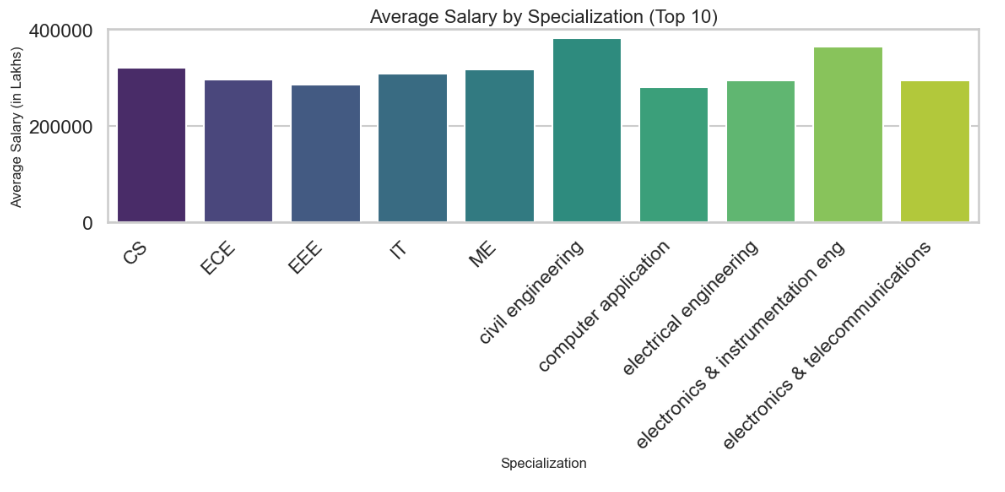 Average Salary by Specialization (Top 10)
Average Salary (in Lakhs)
400000
200000
0
CS
ECE
EEE
IT
ME
civil engineering
computer application
electrical engineering
electronics & instrumentation eng
electronics & telecommunications
Specialization